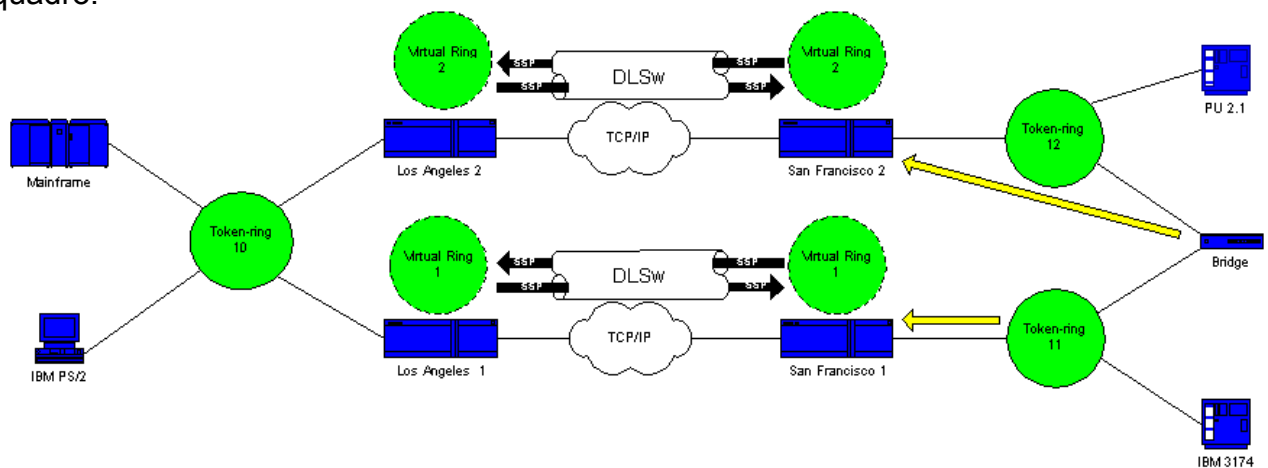 quadro.
Virtual Ring
2
SSP
SSP
DLSw
SSP
SSP
Virtual Ring
2
PU 2.1
Token-ring
12
TCP/IP
Mainframe
Los Angeles 2
San Francisco 2
Token-ring
10
Bridge
Virtual Ring
1
SSP
SSP
DLSw
SSP
SSP
Virtual Ring
1
Token-ring
11
TCP/IP
IBM PS/2
Los Angeles 1
San Francisco 1
IBM 3174